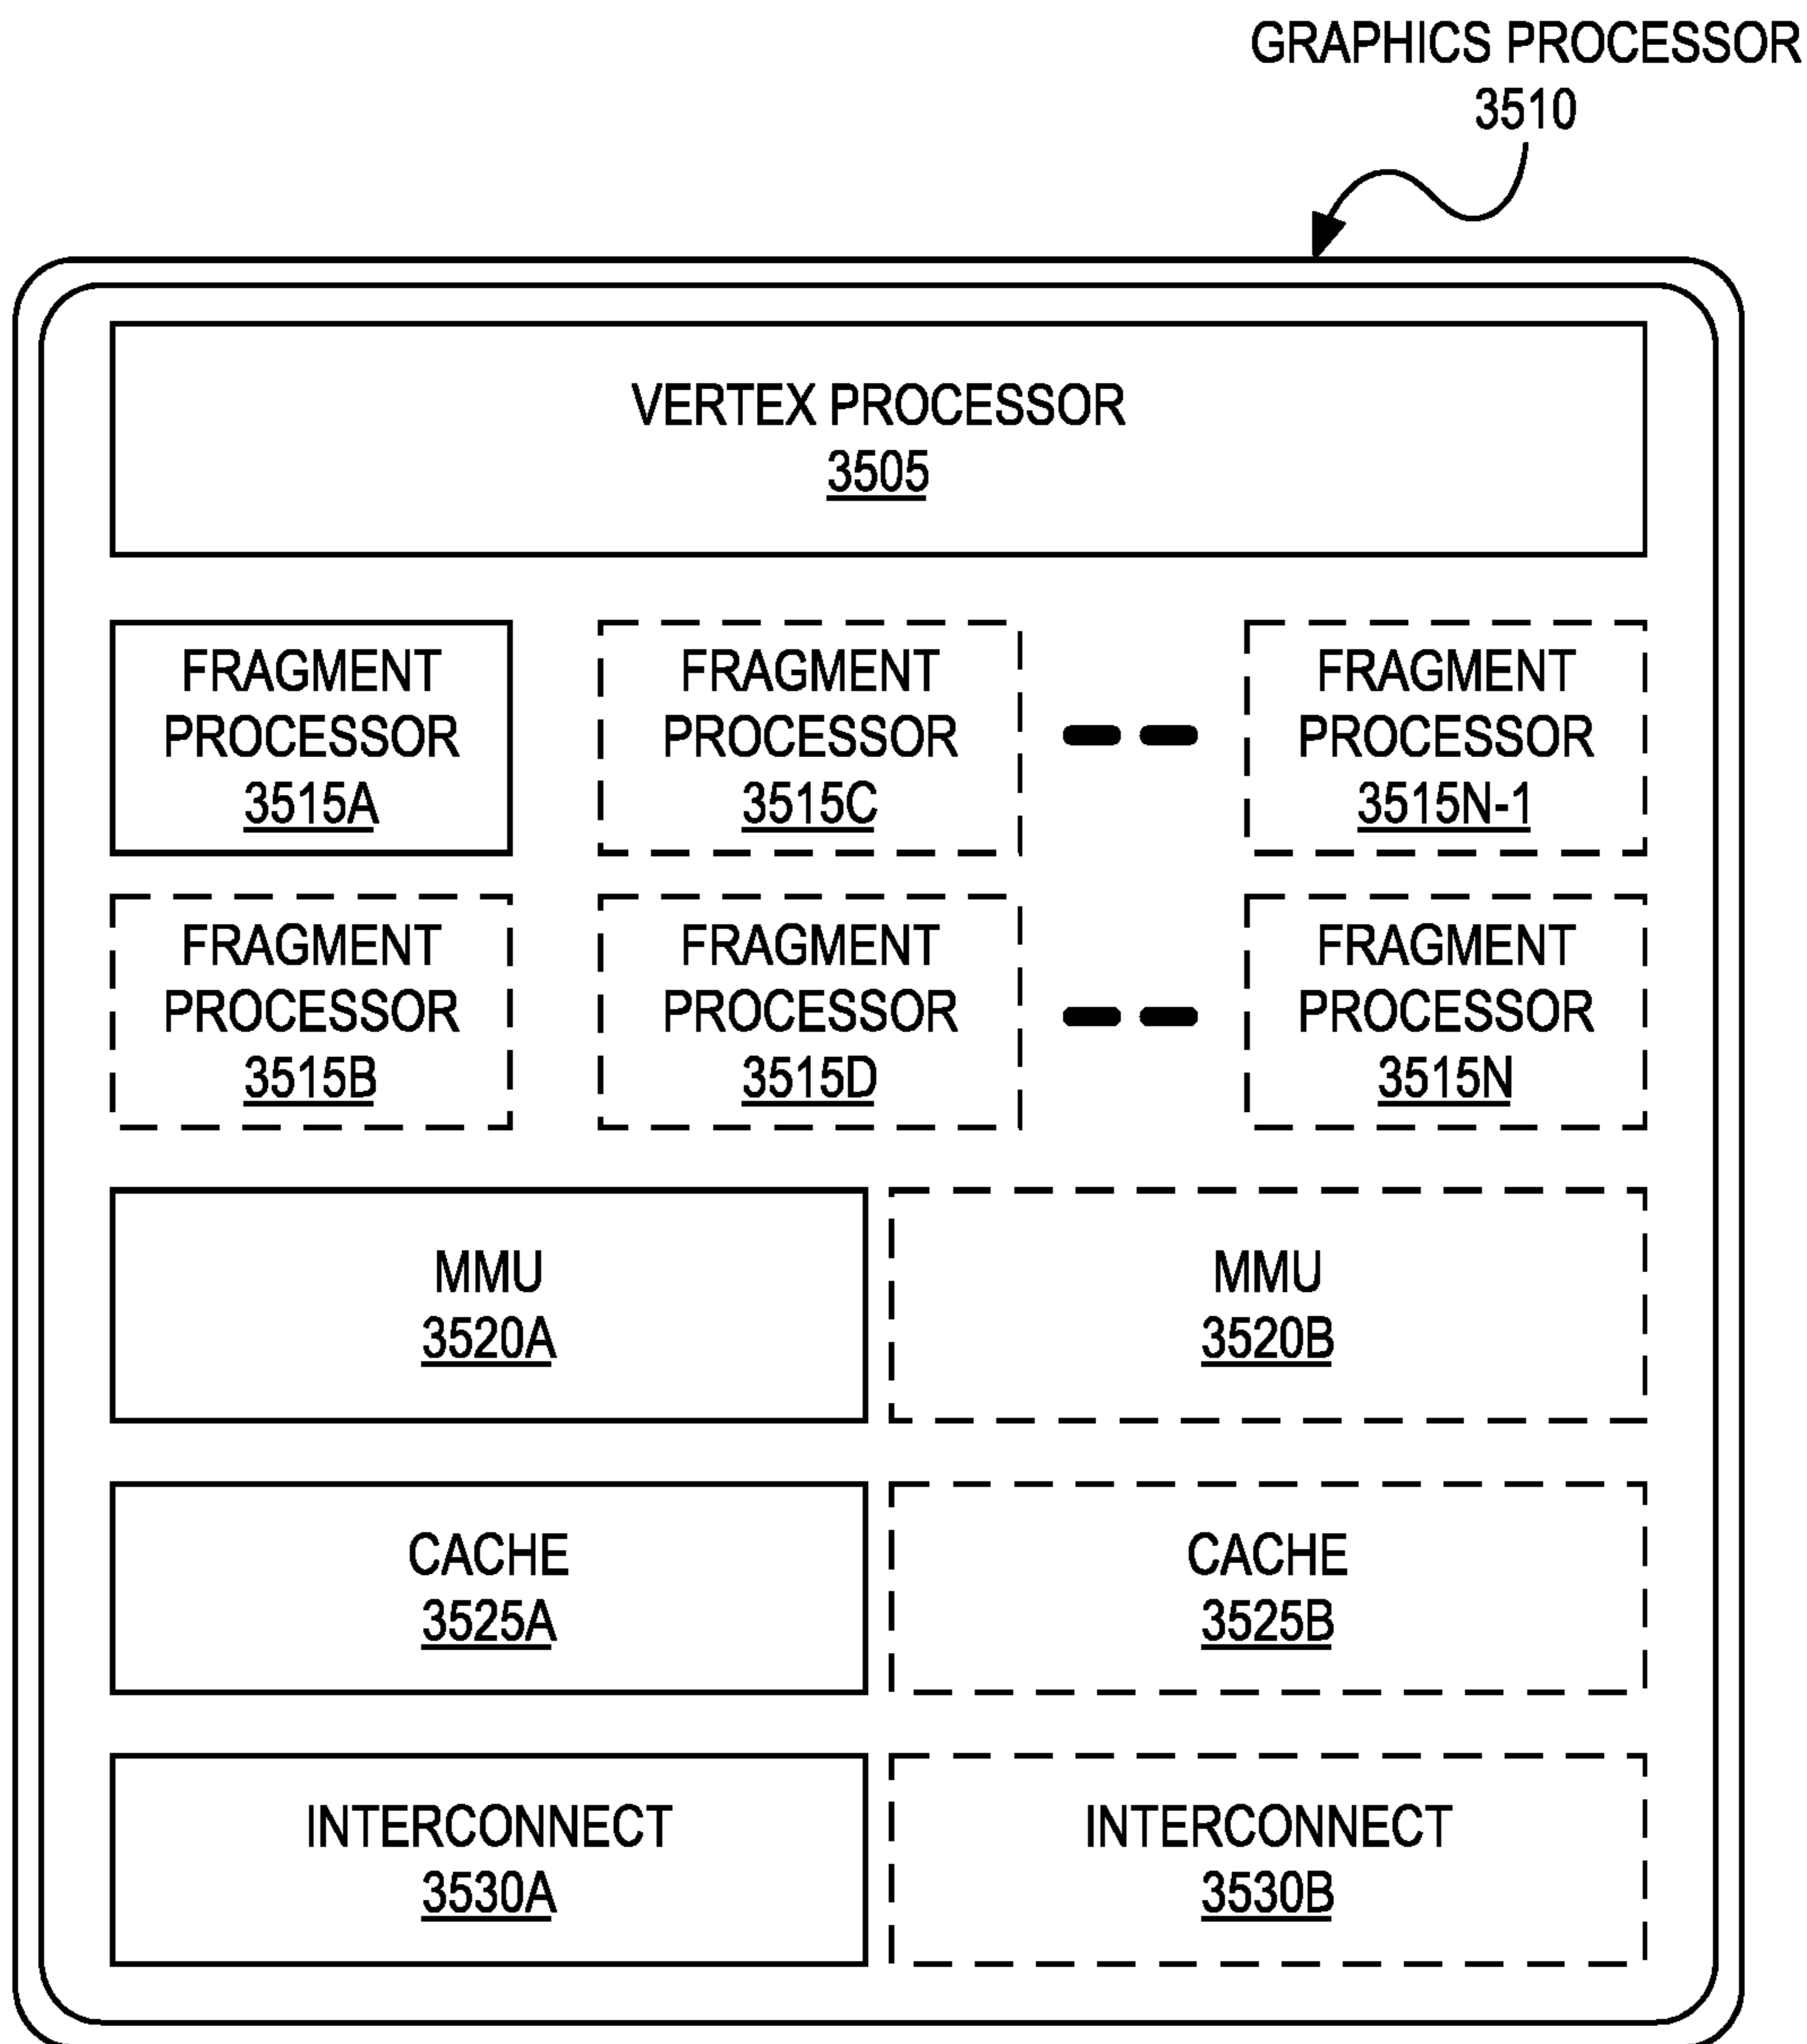 GRAPHICS PROCESSOR
3510
VERTEX PROCESSOR
3505
FRAGMENT
PROCESSOR
3515A
FRAGMENT
PROCESSOR
3515C
FRAGMENT
PROCESSOR
3515N-1
FRAGMENT
PROCESSOR
3515B
FRAGMENT
PROCESSOR
3515D
FRAGMENT
PROCESSOR
3515N
MMU
3520A
MMU
3520B
CACHE
3525A
CACHE
3525B
INTERCONNECT
3530A
INTERCONNECT
3530B